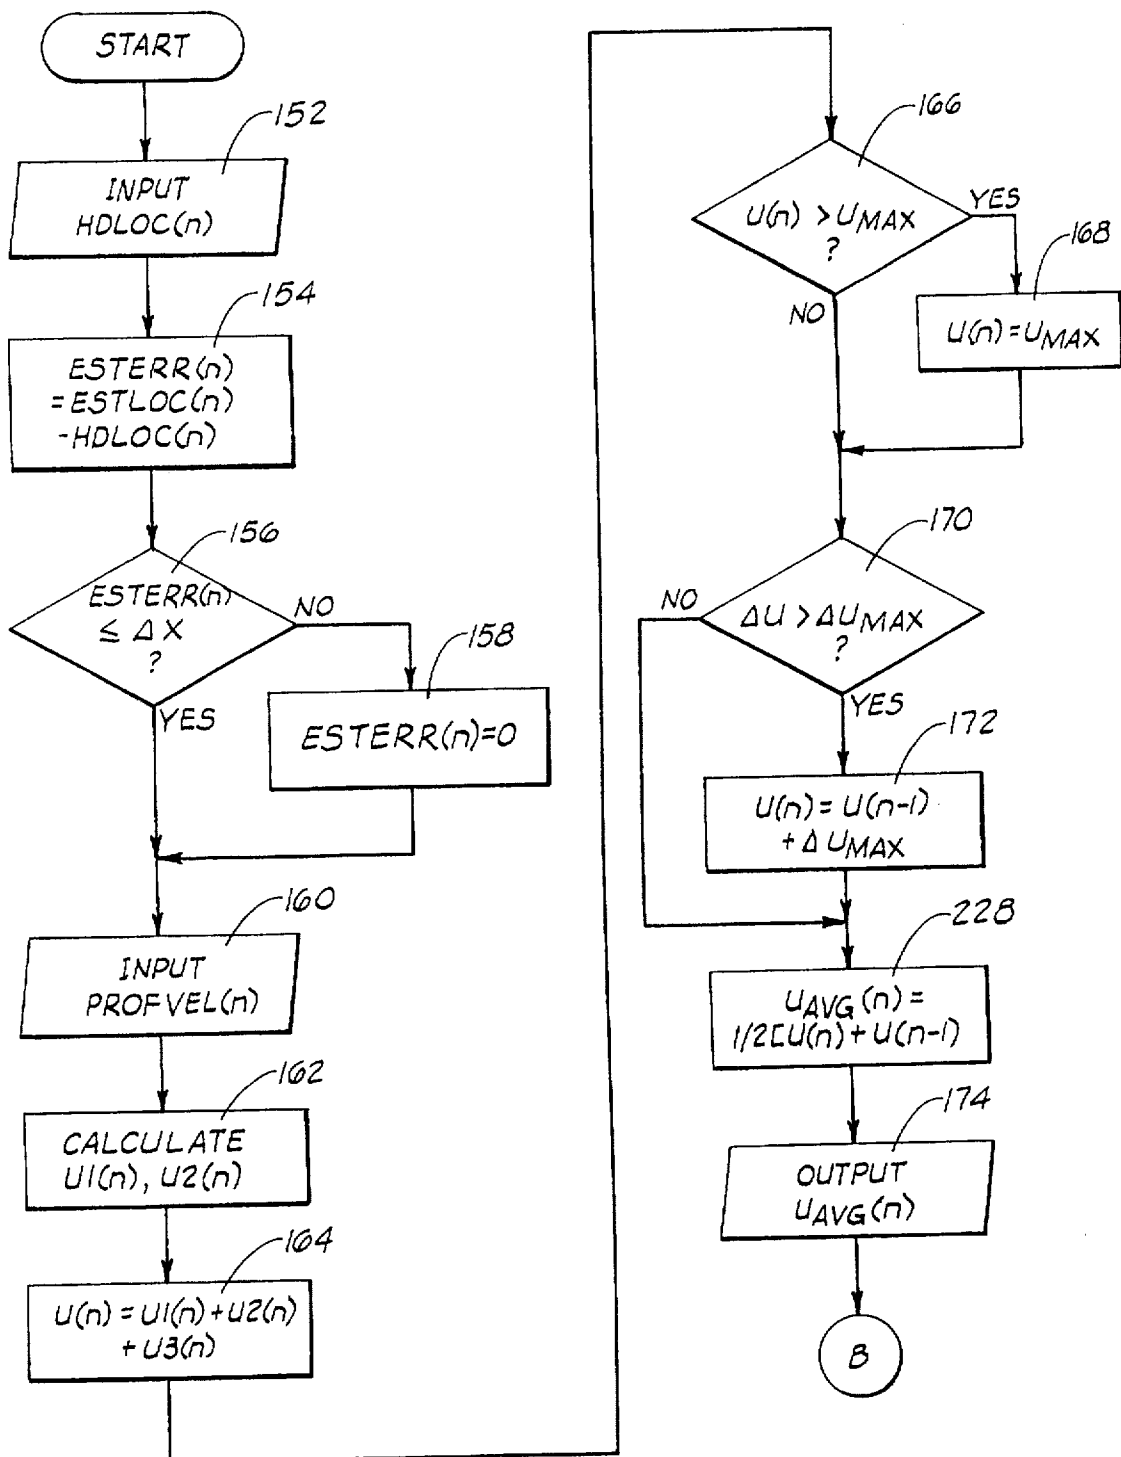 START
152
INPUT
HDLOC(n)
154
ESTERR(n)
=ESTLOC(n)
-HDLOC(n)
156
ESTERR(n)
≤ ΔX
?
NO
YES
158
ESTERR(n)=0
160
INPUT
PROFVEL(n)
162
CALCULATE
U1(n), U2(n)
164
U(n) = U1(n)+U2(n)
+U3(n)
166
U(n) > UMAX
?
YES
NO
168
U(n)=UMAX
170
ΔU > ΔUMAX
?
NO
YES
172
U(n) = U(n-1)
+ Δ UMAX
228
UAVG(n) =
1/2[U(n)+U(n-1)
174
OUTPUT
UAVG(n)
B